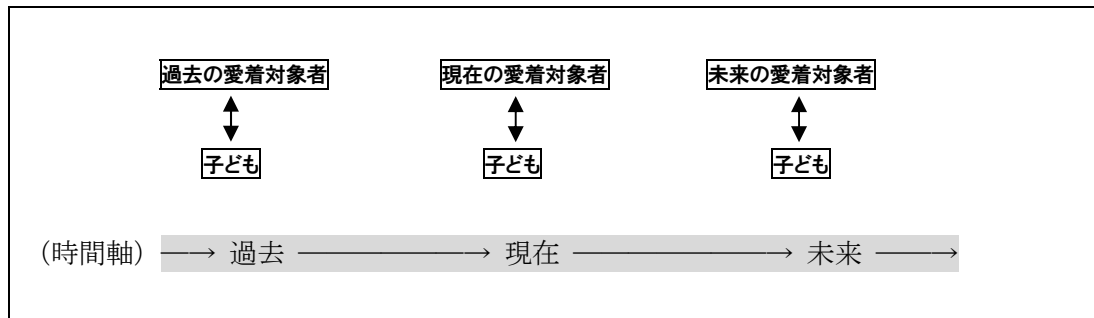 過去の愛着対象者 現在の愛着対象者 未来の愛着対象者
子ども 子ども 子ども
(時間軸) ―→ 過去 ―――――――→ 現在 ―――――――→ 未来 ――→